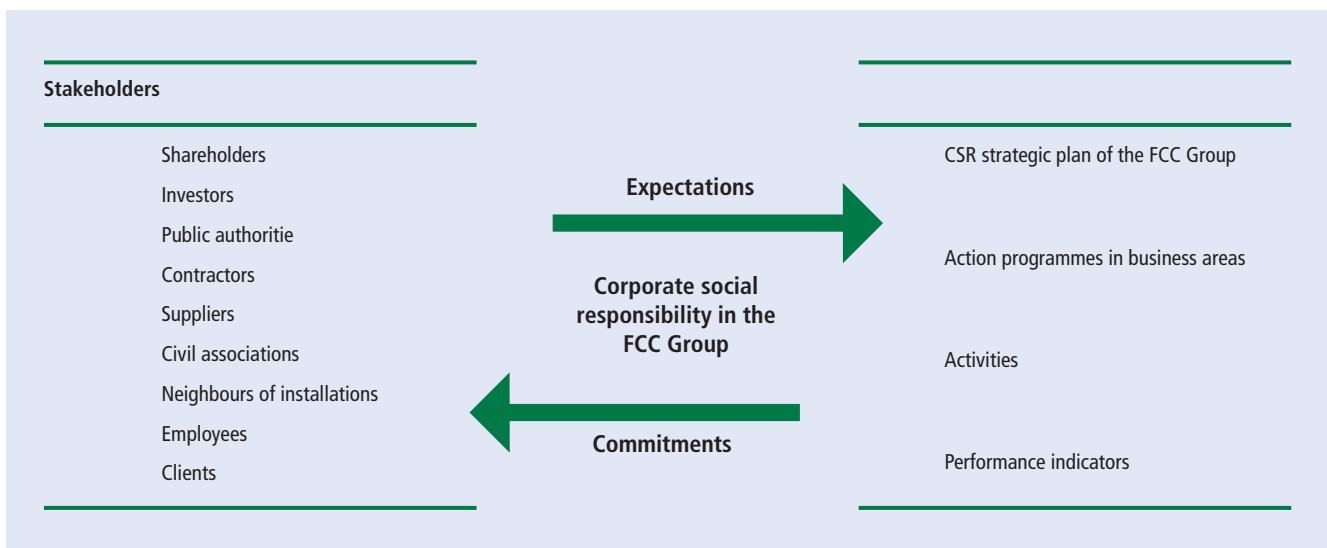 Stakeholders
Shareholders
Investors
Public authoritie
Contractors
Suppliers
Civil associations
Neighbours of installations
Employees
Clients
Expectations
Corporate social
responsibility in the
FCC Group
Commitments
CSR strategic plan of the FCC Group
Action programmes in business areas
Activities
Performance indicators